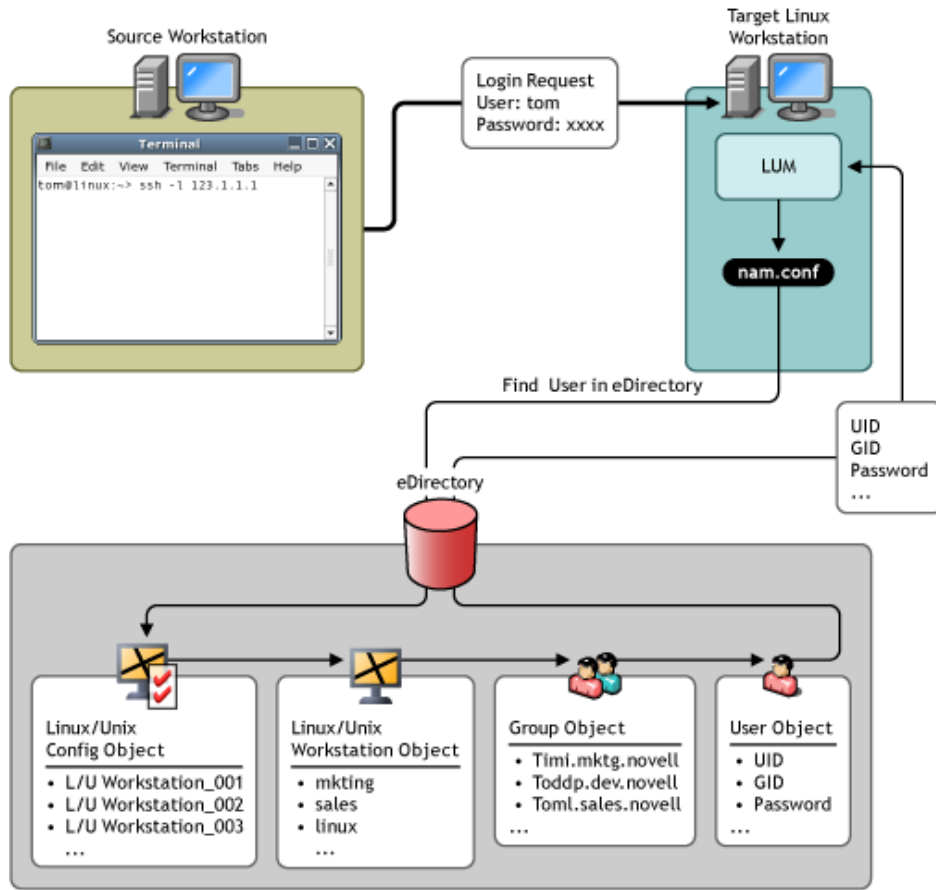 Source Workstation
Target Linux
Workstation
Login Request
User: tom
Password: xxxx
Terminal
File Edit View Terminal Tabs Help
tom@linux:~> ssh -l 123.1.1.1
LUM
nam.conf
Find User in eDirectory
UID
GID
Password
...
eDirectory
Linux/Unix
Config Object
• L/U Workstation_001
• L/U Workstation_002
• L/U Workstation_003
...
Linux/Unix
Workstation Object
• mkting
• sales
• linux
...
Group Object
• Timi.mktg.novell
• Toddp.dev.novell
• Toml.sales.novell
...
User Object
• UID
• GID
• Password
...